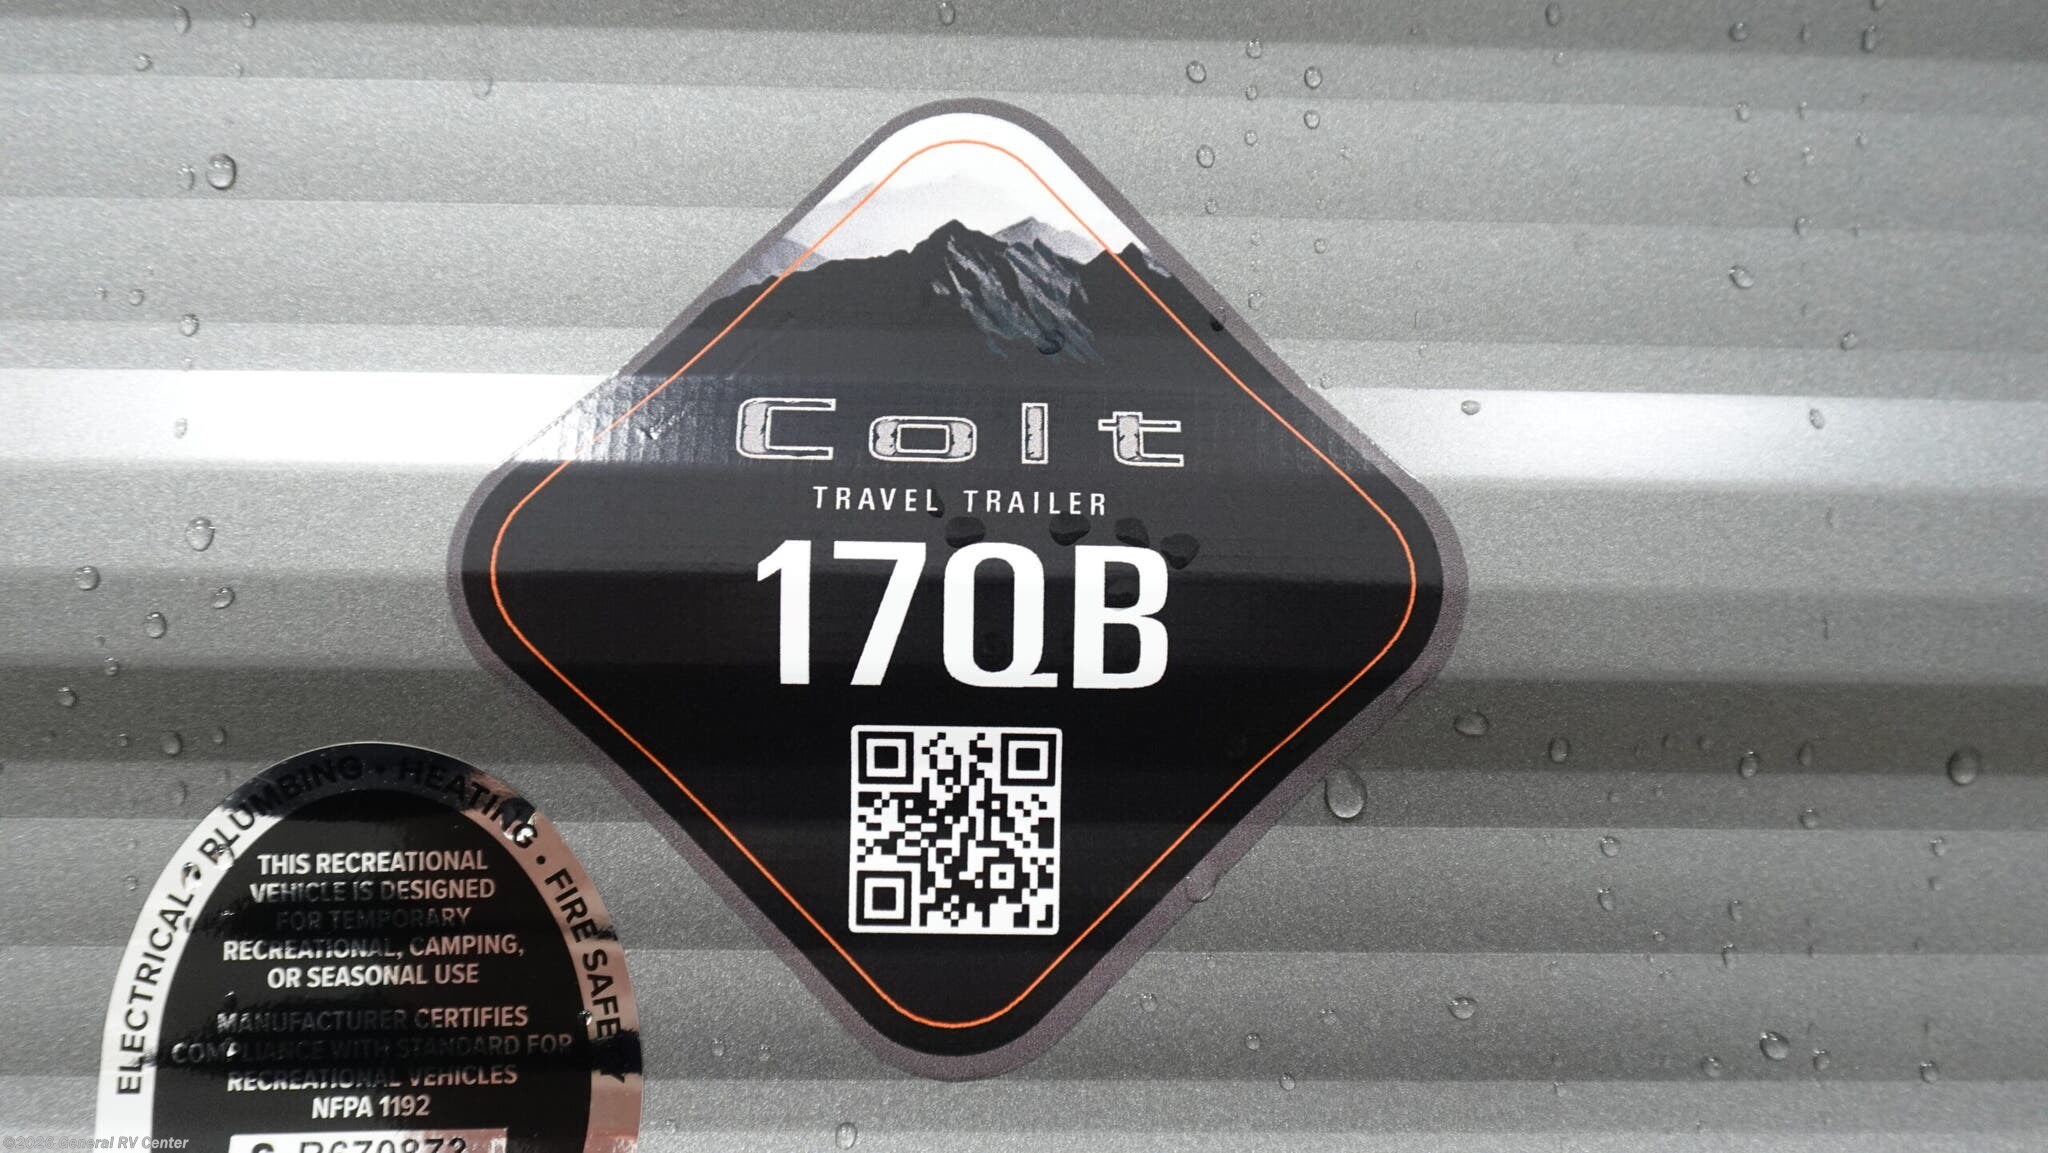 Colt
TRAVEL TRAILER
17QB
ELECTRICAL • PLUMBING • HEATING • FIRE SAFETY
THIS RECREATIONAL
VEHICLE IS DESIGNED
FOR TEMPORARY
RECREATIONAL, CAMPING,
OR SEASONAL USE
MANUFACTURER CERTIFIES
COMPLIANCE WITH STANDARD FOR
RECREATIONAL VEHICLES
NFPA 1192
General RV Center